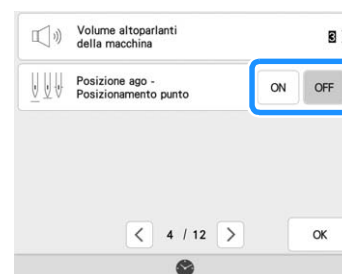 Volume altoparlanti
della macchina
3
Posizione ago -
Posizionamento punto
ON OFF
4 / 12
OK